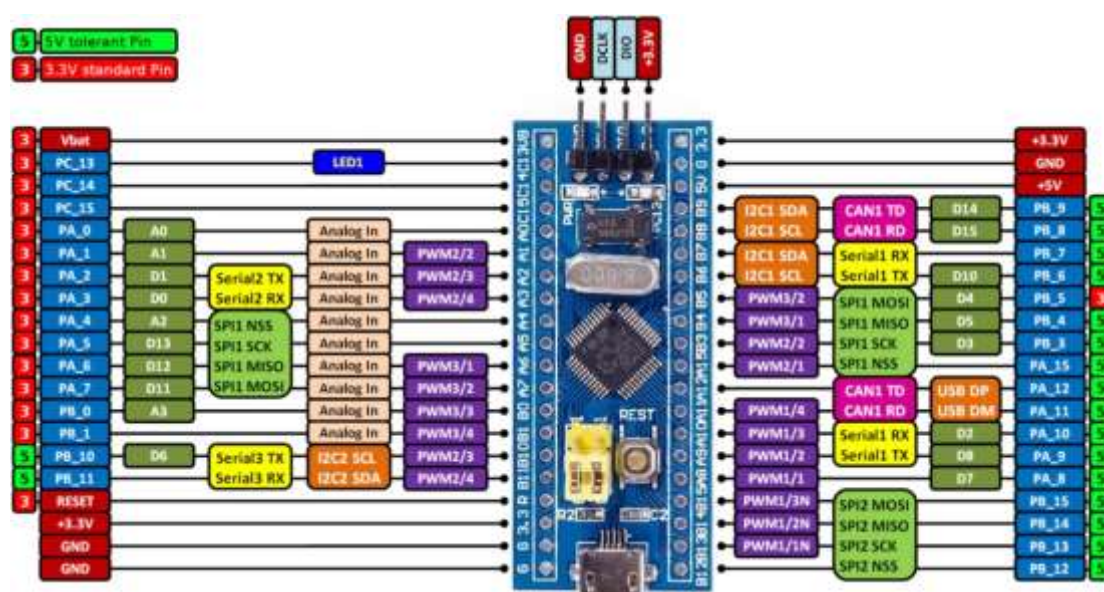 GND DCLK DIO +3.3V
5 5V tolerant Pin
3 3.3V standard Pin
3 Vbat
3 PC_13 LED1
3 PC_14
3 PC_15
3 PA_0 A0 Analog In
3 PA_1 A1 Analog In PWM2/2
3 PA_2 D1 Serial2 TX Analog In PWM2/3
3 PA_3 D0 Serial2 RX Analog In PWM2/4
3 PA_4 A2 SPI1 NSS Analog In
3 PA_5 D13 SPI1 SCK Analog In
3 PA_6 D12 SPI1 MISO Analog In PWM3/1
3 PA_7 D11 SPI1 MOSI Analog In PWM3/2
3 PB_0 A3 Analog In PWM3/3
3 PB_1 Analog In PWM3/4
5 PB_10 D6 Serial3 TX I2C2 SCL PWM2/3
5 PB_11 Serial3 RX I2C2 SDA PWM2/4
3 RESET
+3.3V
GND
GND
REST
R2
+3.3V
GND
+5V
I2C1 SDA CAN1 TD D14 PB_9 5
I2C1 SCL CAN1 RD D15 PB_8 5
I2C1 SDA Serial1 RX PB_7 5
I2C1 SCL Serial1 TX D10 PB_6 5
PWM3/2 SPI1 MOSI D4 PB_5 3
PWM3/1 SPI1 MISO D5 PB_4 5
PWM2/2 SPI1 SCK D3 PB_3 5
PWM2/1 SPI1 NSS PA_15 5
CAN1 TD USB DP PA_12 5
PWM1/4 CAN1 RD USB DM PA_11 5
PWM1/3 Serial1 RX D2 PA_10 5
PWM1/2 Serial1 TX D8 PA_9 5
PWM1/1 D7 PA_8 5
PWM1/3N SPI2 MOSI PB_15 5
PWM1/2N SPI2 MISO PB_14 5
PWM1/1N SPI2 SCK PB_13 5
SPI2 NSS PB_12 5